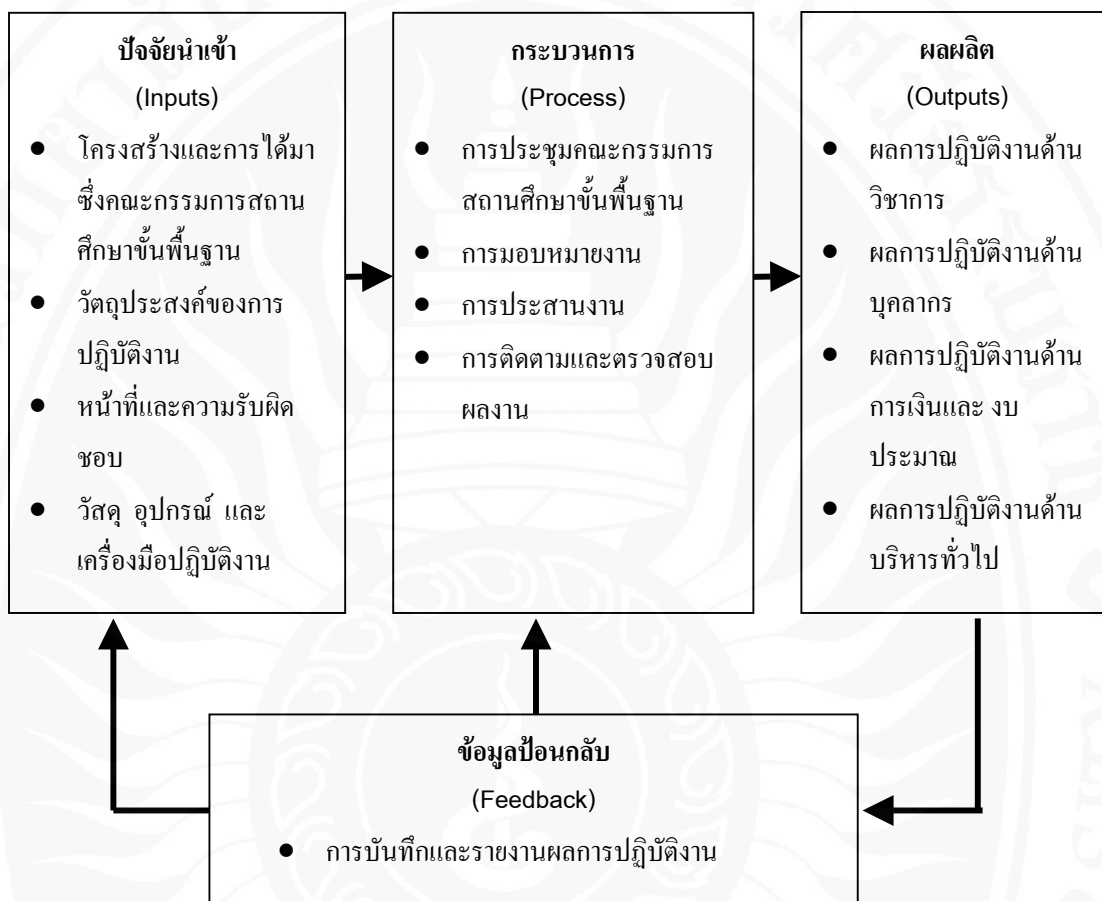 ปัจจัยนำเข้า
(Inputs)
● โครงสร้างและการได้มา
ซึ่งคณะกรรมการสถาน
ศึกษาขั้นพื้นฐาน
● วัตถุประสงค์ของการ
ปฏิบัติงาน
● หน้าที่และความรับผิด
ชอบ
● วัสดุ อุปกรณ์ และ
เครื่องมือปฏิบัติงาน
กระบวนการ
(Process)
● การประชุมคณะกรรมการ
สถานศึกษาขั้นพื้นฐาน
● การมอบหมายงาน
● การประสานงาน
● การติดตามและตรวจสอบ
ผลงาน
ผลผลิต
(Outputs)
● ผลการปฏิบัติงานด้าน
วิชาการ
● ผลการปฏิบัติงานด้าน
บุคลากร
● ผลการปฏิบัติงานด้าน
การเงินและ งบ
ประมาณ
● ผลการปฏิบัติงานด้าน
บริหารทั่วไป
ข้อมูลป้อนกลับ
(Feedback)
● การบันทึกและรายงานผลการปฏิบัติงาน